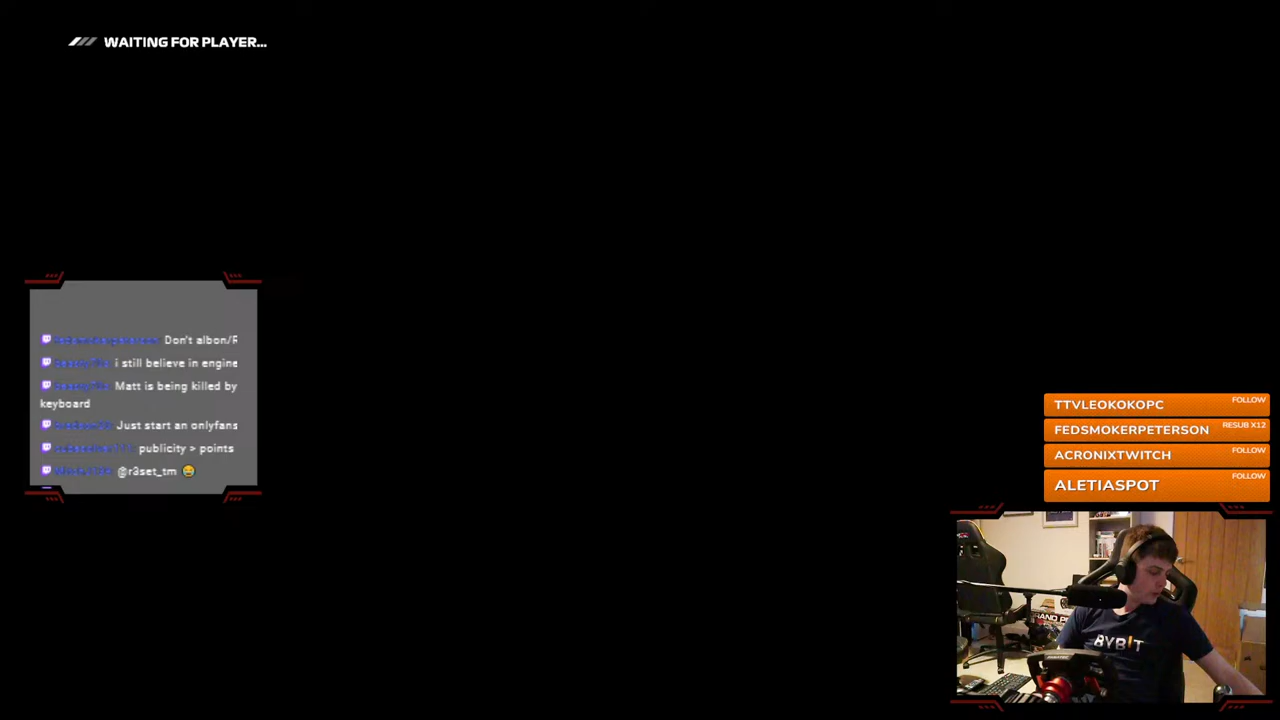 WAITING FOR PLAYER...
Don't albon/
i still believe in engine
Matt is being killed by
keyboard
Just start an onlyfans
publicity > points
@r3set_tm 😂
TTVLEOKOKOPC FOLLOW
FEDSMOKERPETERSON RESUB X12
ACRONIXTWITCH FOLLOW
ALETIASPOT FOLLOW
BYBIT